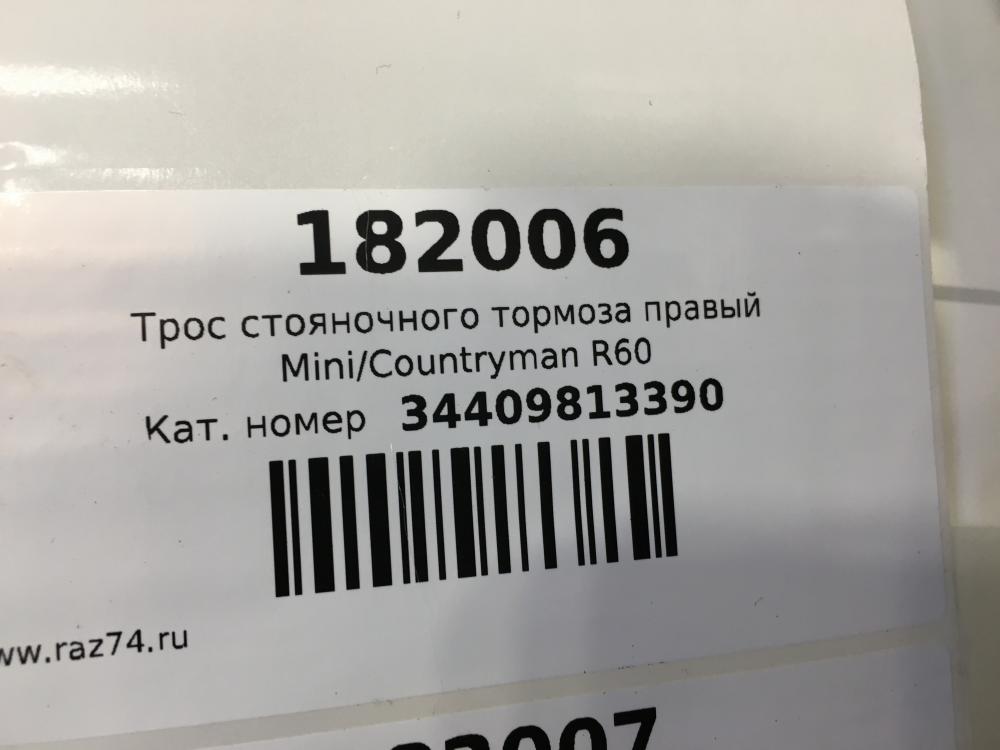 182006
Трос стояночного тормоза правый
Mini/Countryman R60
Кат. номер 34409813390
www.raz74.ru